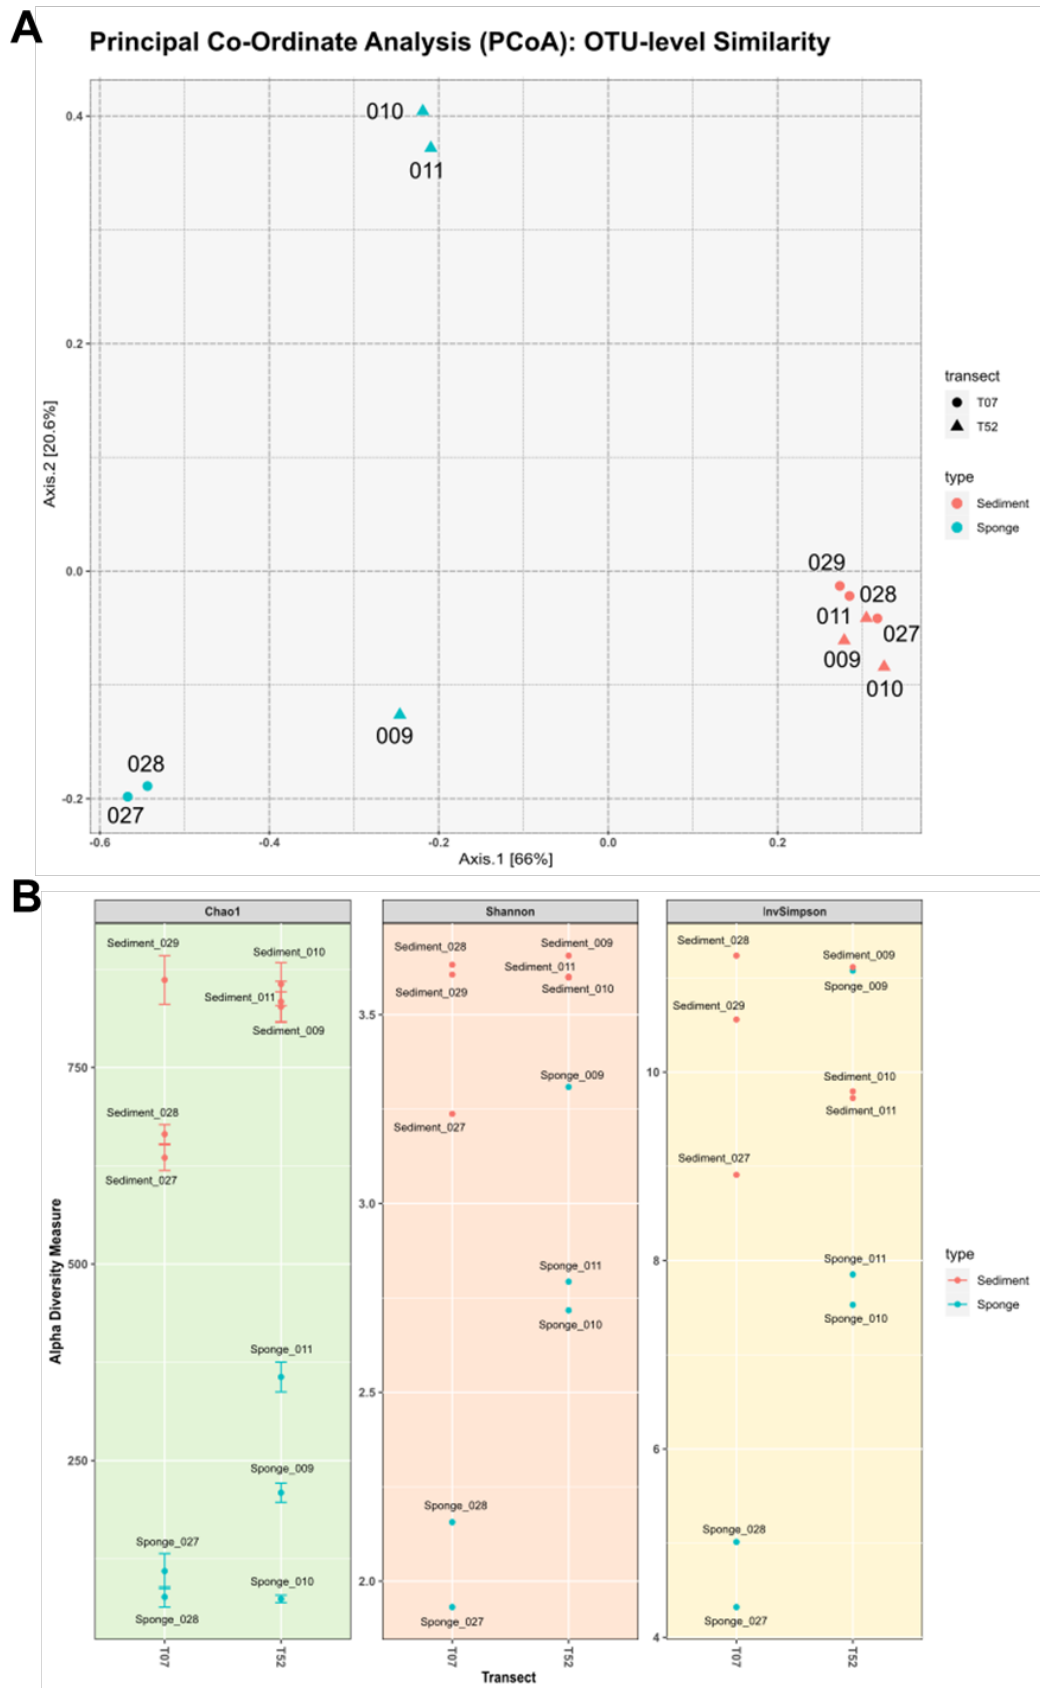 A
Principal Co-Ordinate Analysis (PCoA): OTU-level Similarity
010
011
0.4
0.2
0.0
-0.2
Axis.2 [20.6%]
029
028
011
027
009
010
009
028
027
-0.6
-0.4
-0.2
0.0
0.2
Axis.1 [66%]
transect
T07
T52
type
Sediment
Sponge
B
Chao1
Shannon
InvSimpson
Alpha Diversity Measure
750
500
250
Sediment_029
Sediment_010
Sediment_011
Sediment_009
Sediment_028
Sediment_027
Sponge_011
Sponge_009
Sponge_027
Sponge_010
Sponge_028
T07
T52
3.5
3.0
2.5
2.0
Sediment_028
Sediment_009
Sediment_011
Sediment_029
Sediment_010
Sponge_009
Sediment_027
Sponge_011
Sponge_010
Sponge_028
Sponge_027
T07
T52
10
8
6
4
Sediment_028
Sediment_009
Sponge_009
Sediment_029
Sediment_010
Sediment_011
Sediment_027
Sponge_011
Sponge_010
Sponge_028
Sponge_027
T07
T52
Transect
type
Sediment
Sponge